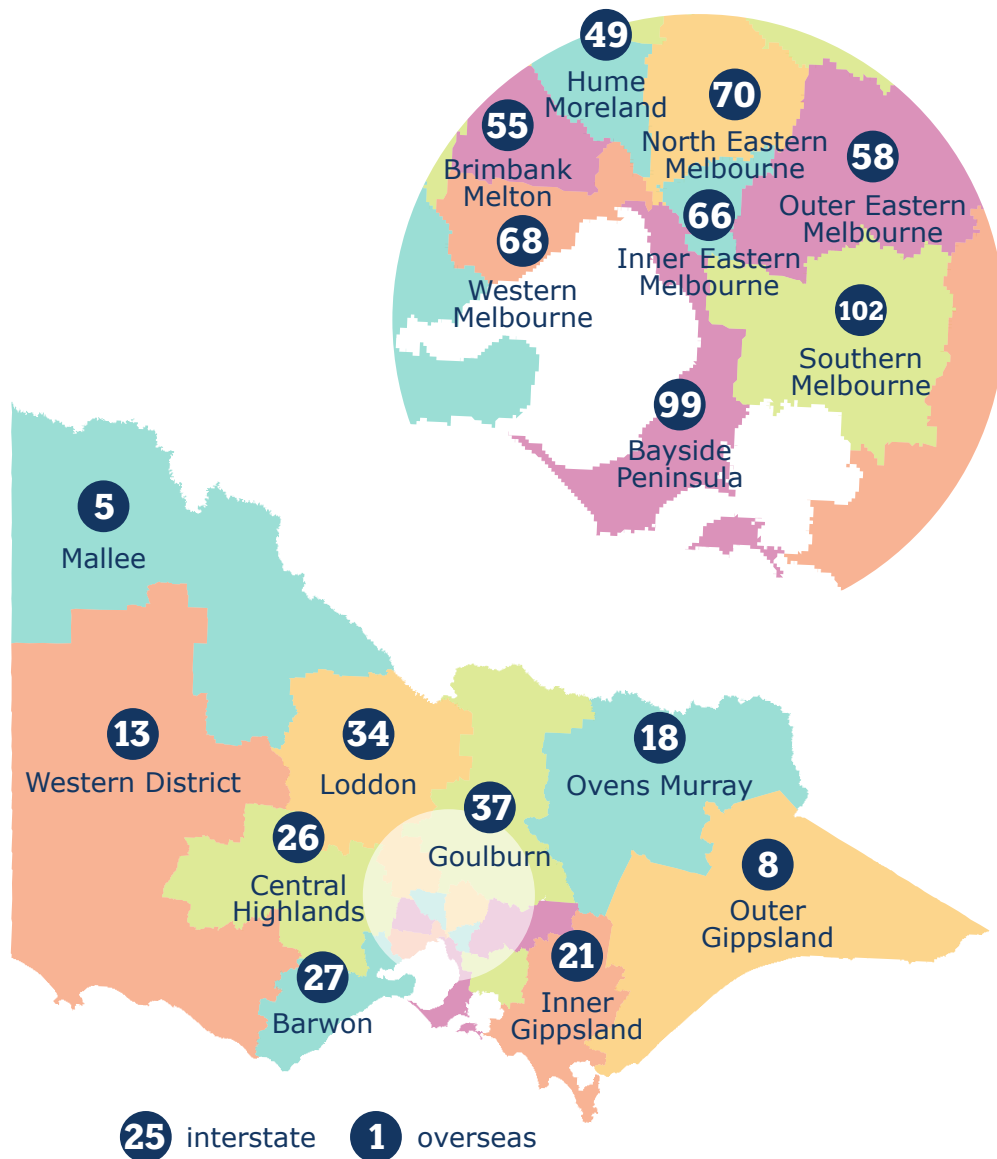 49
Hume
Moreland
70
North Eastern
Melbourne
55
Brimbank
Melton
58
Outer Eastern
Melbourne
66
Inner Eastern
Melbourne
68
Western
Melbourne
102
Southern
Melbourne
99
Bayside
Peninsula
5
Mallee
13
Western District
34
Loddon
18
Ovens Murray
37
Goulburn
26
Central
Highlands
8
Outer
Gippsland
27
Barwon
21
Inner
Gippsland
25 interstate 1 overseas